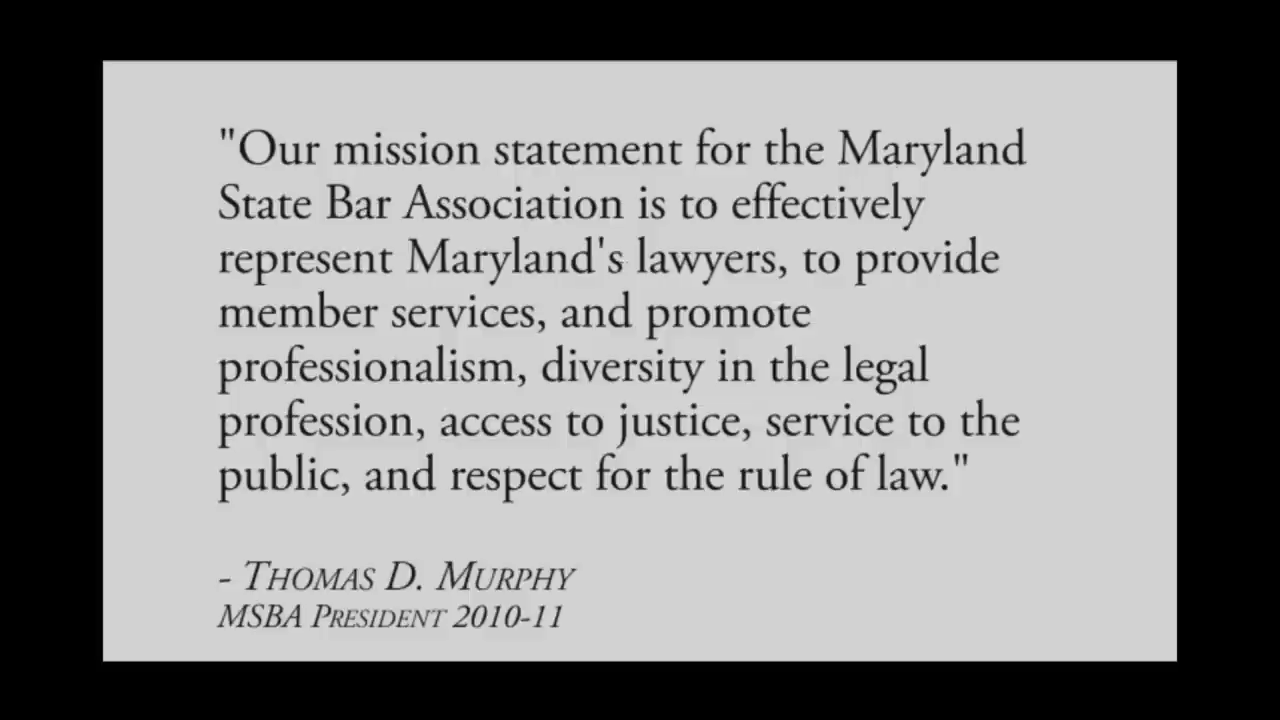 "Our mission statement for the Maryland
State Bar Association is to effectively
represent Maryland's lawyers, to provide
member services, and promote
professionalism, diversity in the legal
profession, access to justice, service to the
public, and respect for the rule of law."
- THOMAS D. MURPHY
MSBA PRESIDENT 2010-11